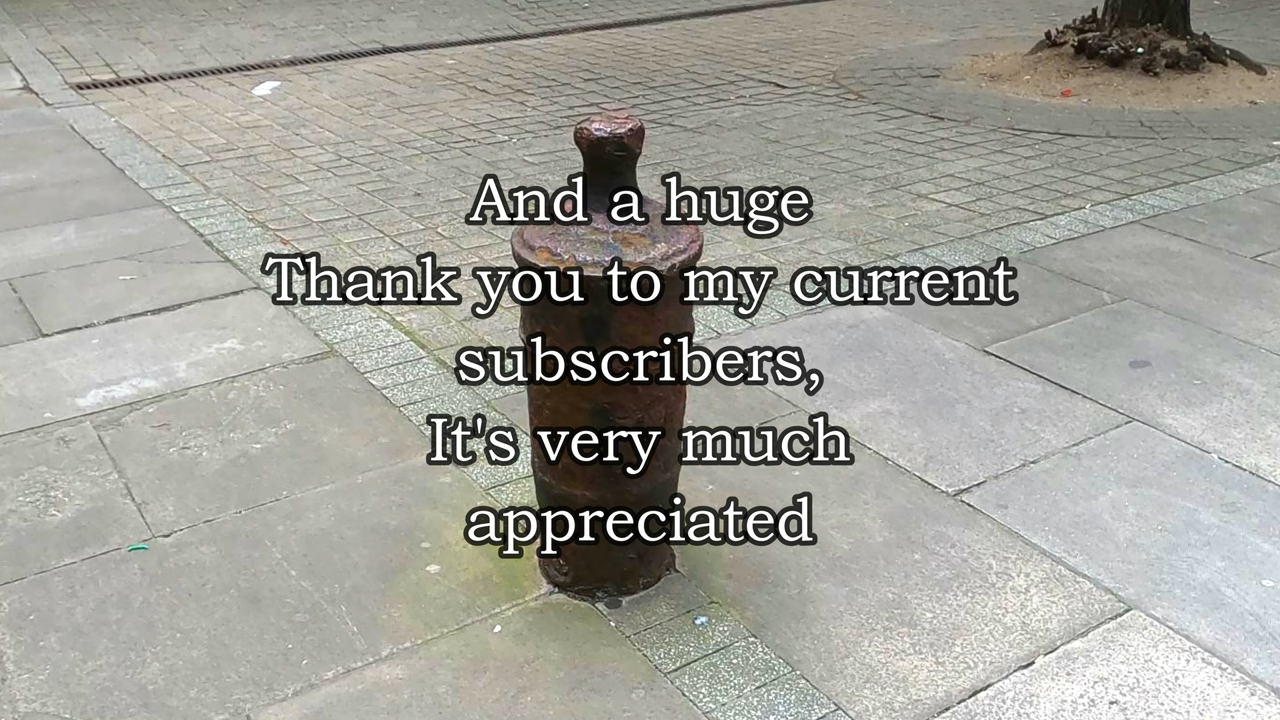 And a huge
Thank you to my current
subscribers,
It's very much
appreciated